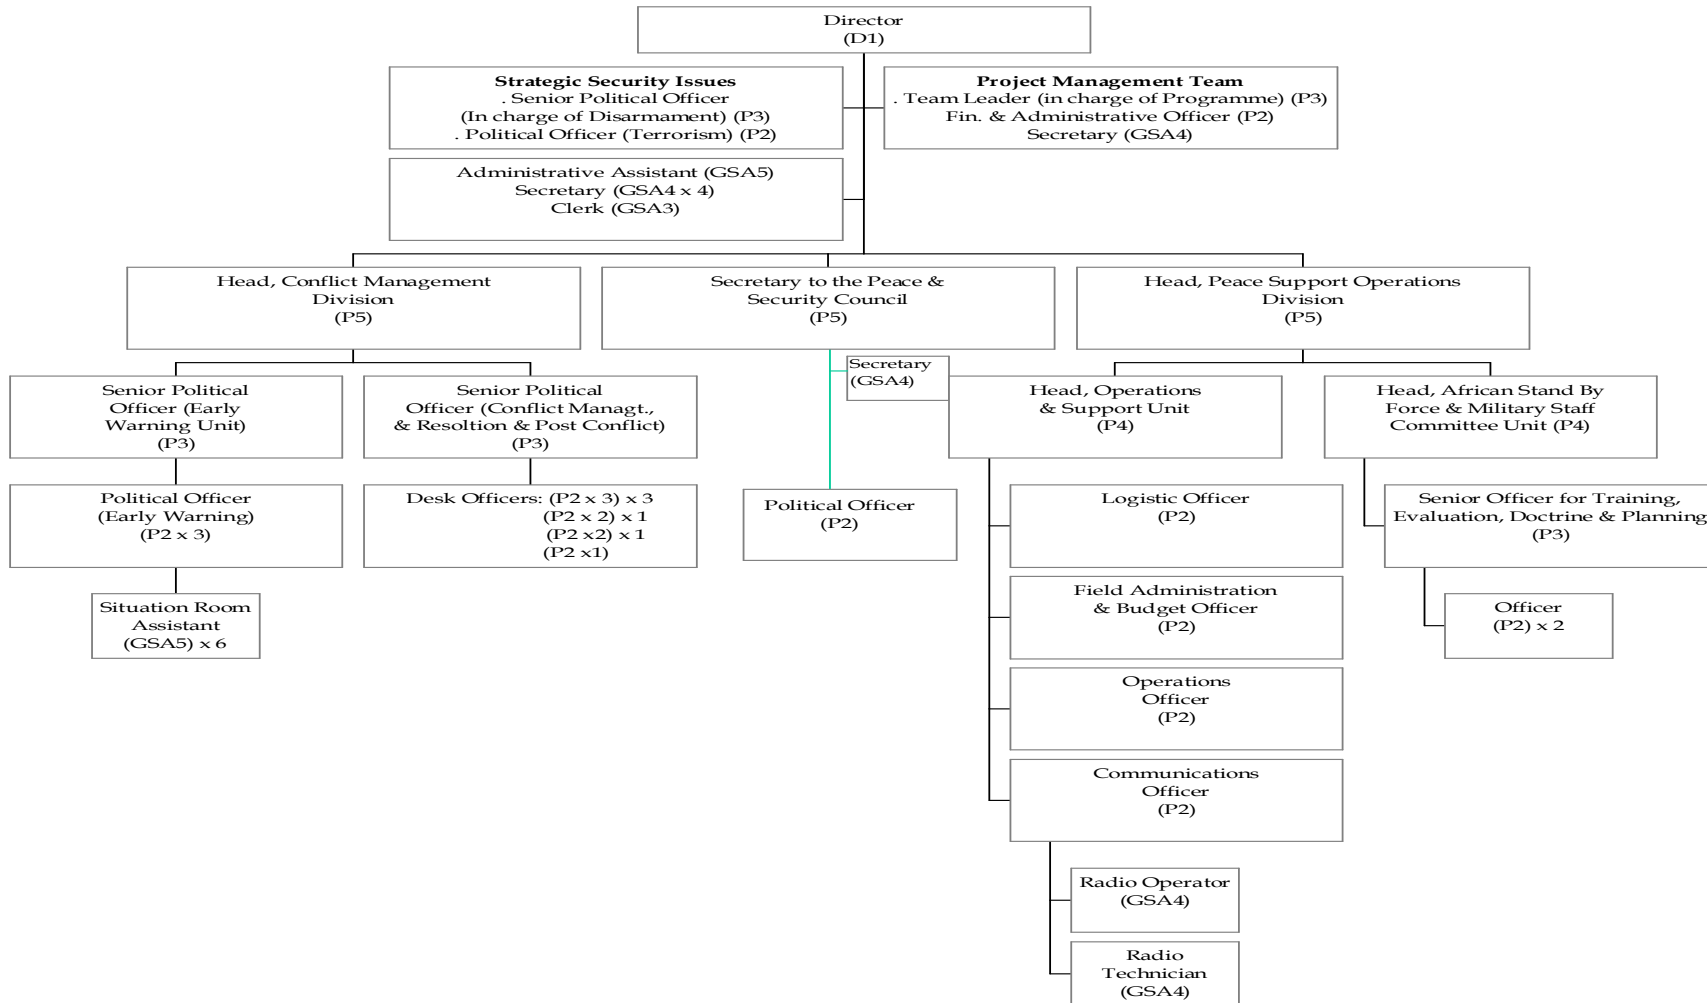 Director
(D1)
Strategic Security Issues
. Senior Political Officer
(In charge of Disarmament) (P3)
. Political Officer (Terrorism) (P2)
Project Management Team
. Team Leader (in charge of Programme) (P3)
Fin. & Administrative Officer (P2)
Secretary (GSA4)
Administrative Assistant (GSA5)
Secretary (GSA4 x 4)
Clerk (GSA3)
Head, Conflict Management
Division
(P5)
Secretary to the Peace &
Security Council
(P5)
Head, Peace Support Operations
Division
(P5)
Senior Political
Officer (Early
Warning Unit)
(P3)
Senior Political
Officer (Conflict Managt.,
& Resoltion & Post Conflict)
(P3)
Secretary
(GSA4)
Head, Operations
& Support Unit
(P4)
Head, African Stand By
Force & Military Staff
Committee Unit (P4)
Political Officer
(Early Warning)
(P2 x 3)
Desk Officers: (P2 x 3) x 3
(P2 x 2) x 1
(P2 x2) x 1
(P2 x1)
Political Officer
(P2)
Logistic Officer
(P2)
Senior Officer for Training,
Evaluation, Doctrine & Planning
(P3)
Situation Room
Assistant
(GSA5) x 6
Field Administration
& Budget Officer
(P2)
Officer
(P2) x 2
Operations
Officer
(P2)
Communications
Officer
(P2)
Radio Operator
(GSA4)
Radio
Technician
(GSA4)